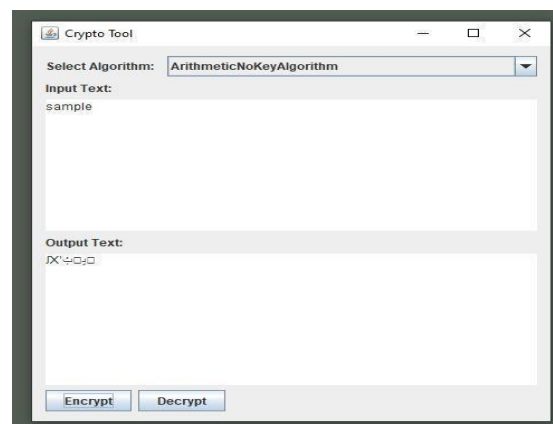 Crypto Tool
Select Algorithm: ArithmeticNoKeyAlgorithm
Input Text:
sample
Output Text:
Encrypt Decrypt